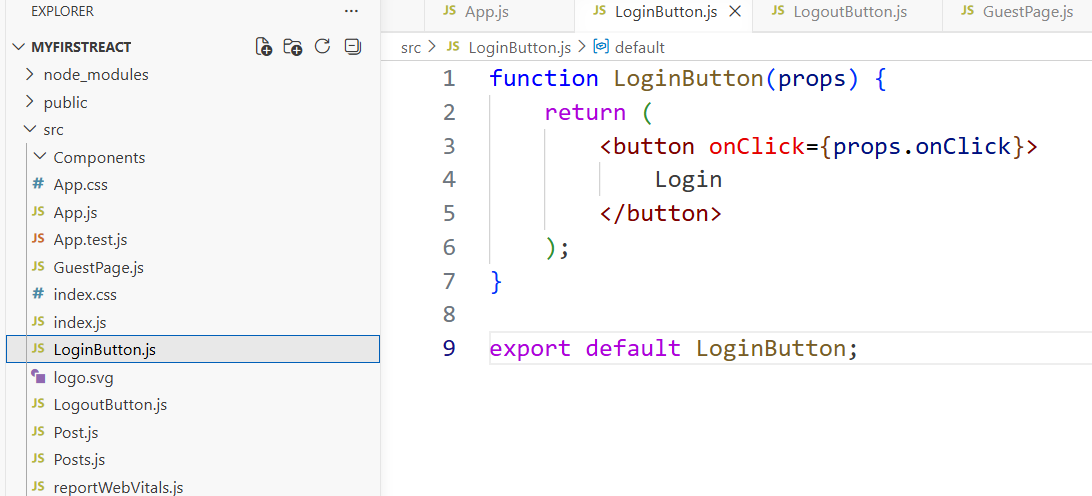 EXPLORER ...
MYFIRSTREACT
node_modules
public
src
Components
# App.css
JS App.js
JS App.test.js
JS GuestPage.js
# index.css
JS index.js
JS LoginButton.js
logo.svg
JS LogoutButton.js
JS Post.js
JS Posts.js
JS reportWebVitals.js
JS App.js
JS LoginButton.js
JS LogoutButton.js
JS GuestPage.js
src > JS LoginButton.js > default
1 function LoginButton(props) {
2 return (
3 <button onClick={props.onClick}>
4 Login
5 </button>
6 );
7 }
8
9 export default LoginButton;